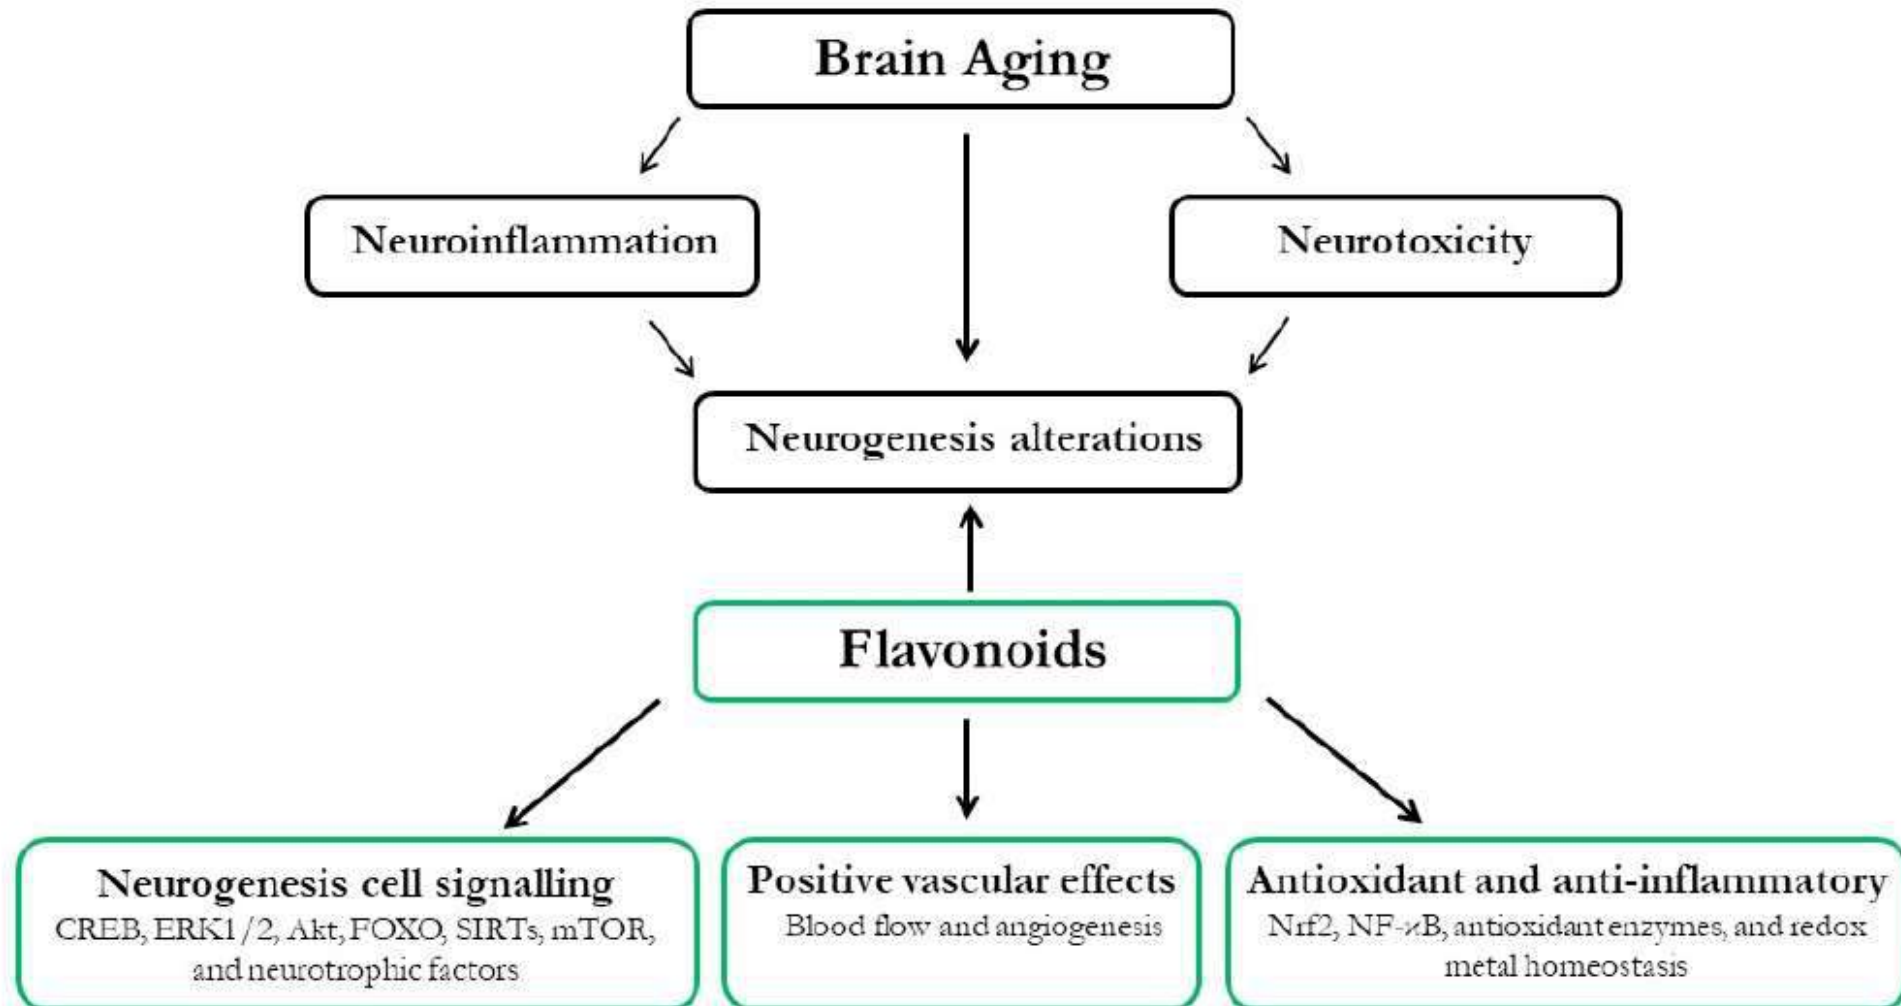 Brain Aging
Neuroinflammation
Neurotoxicity
Neurogenesis alterations
Flavonoids
Neurogenesis cell signalling
CREB, ERK1/2, Akt, FOXO, SIRTs, mTOR,
and neurotrophic factors
Positive vascular effects
Blood flow and angiogenesis
Antioxidant and anti-inflammatory
Nrf2, NF-ϰB, antioxidant enzymes, and redox
metal homeostasis